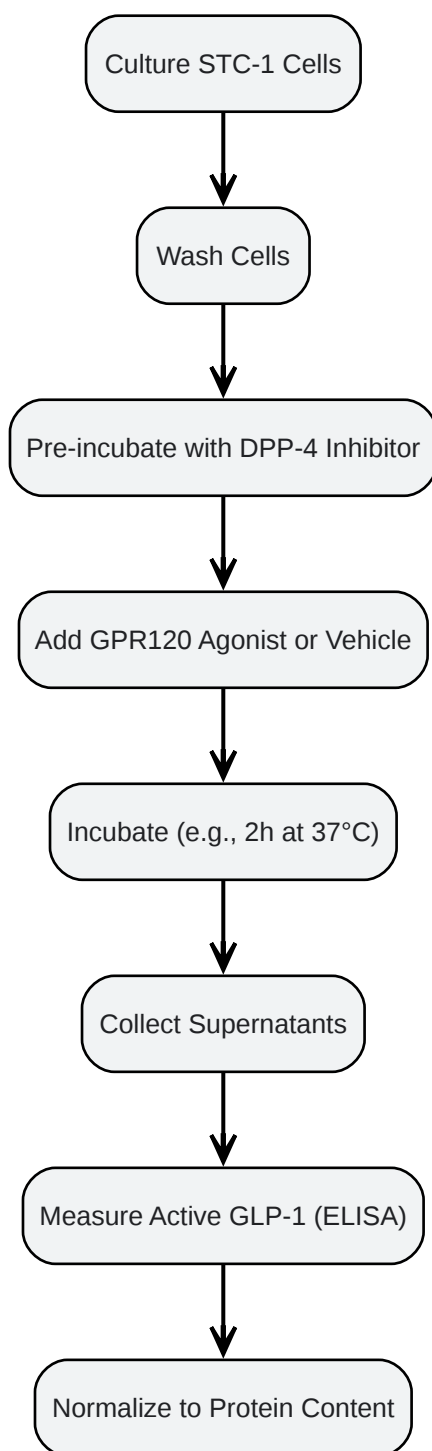 Culture STC-1 Cells
Wash Cells
Pre-incubate with DPP-4 Inhibitor
Add GPR120 Agonist or Vehicle
Incubate (e.g., 2h at 37°C)
Collect Supernatants
Measure Active GLP-1 (ELISA)
Normalize to Protein Content